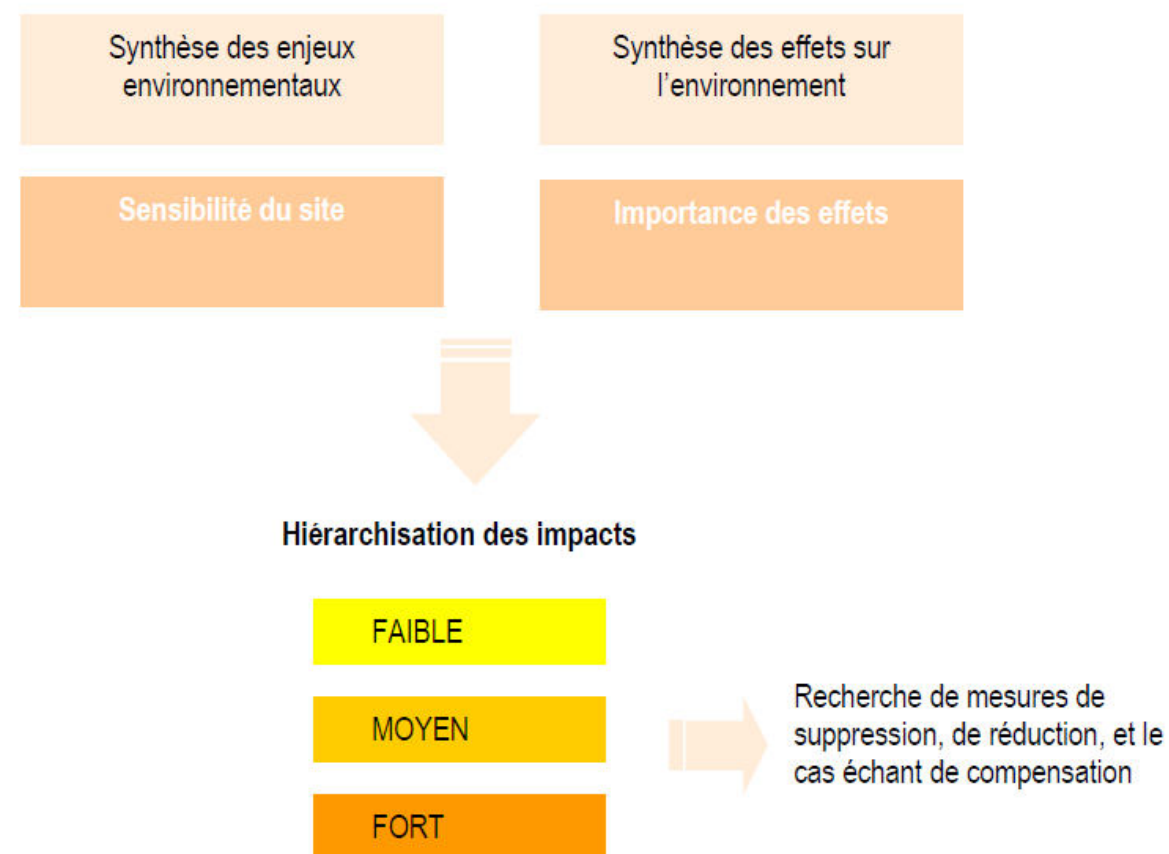 Synthèse des enjeux
environnementaux
Synthèse des effets sur
l'environnement
Sensibilité du site
Importance des effets
Hiérarchisation des impacts
FAIBLE
MOYEN
FORT
Recherche de mesures de
suppression, de réduction, et le
cas échant de compensation